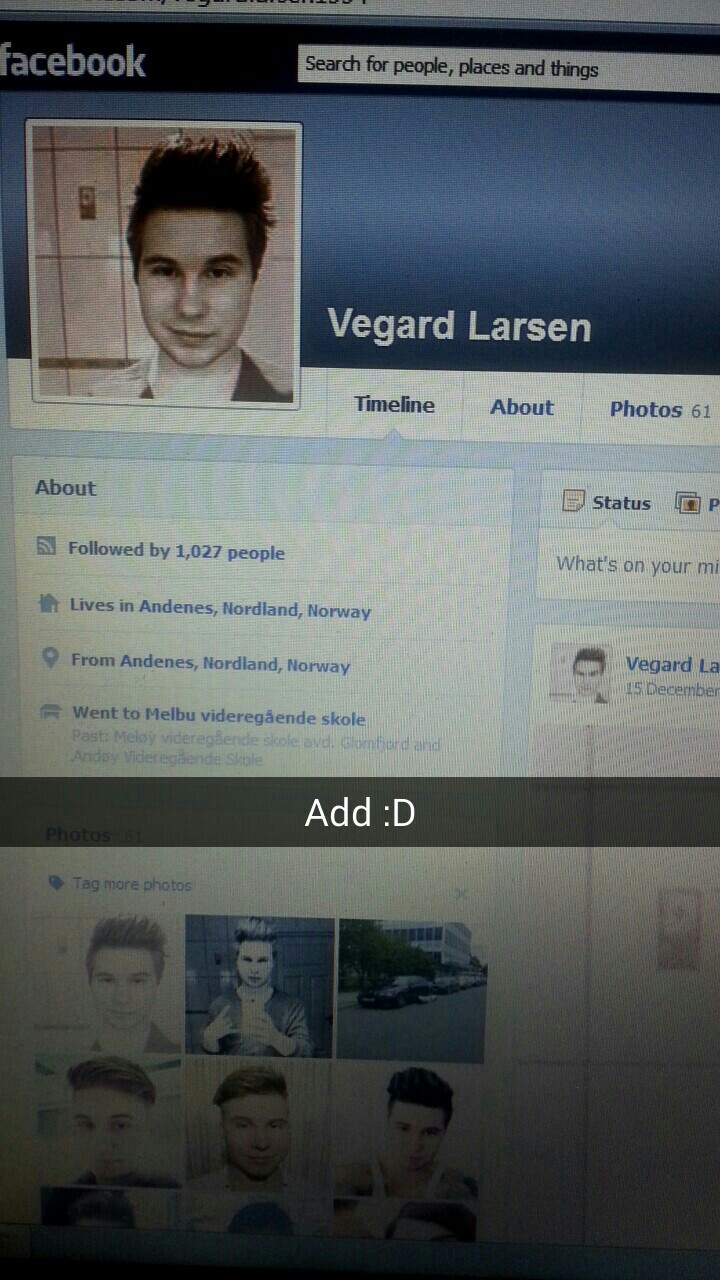 facebook
Search for people, places and things
Vegard Larsen
Timeline
About
Photos 61
About
Followed by 1,027 people
Lives in Andenes, Nordland, Norway
From Andenes, Nordland, Norway
Went to Melbu videregående skole
Past: Meløy videregående skole avd. Glomfjord and
Andøy Videregående Skole
Status
P
What's on your mi
Vegard La
15 December
Add :D
Photos 61
Tag more photos